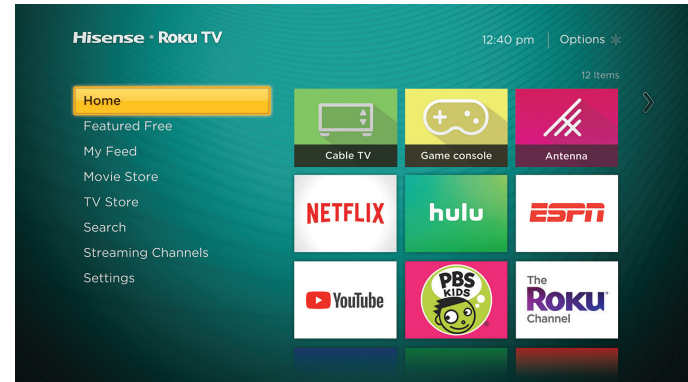 Hisense • Roku TV
12:40 pm | Options *
12 Items
Home
Featured Free
My Feed
Movie Store
TV Store
Search
Streaming Channels
Settings
Cable TV
Game console
Antenna
NETFLIX
hulu
ESPN
YouTube
PBS
KIDS
The
Roku
Channel